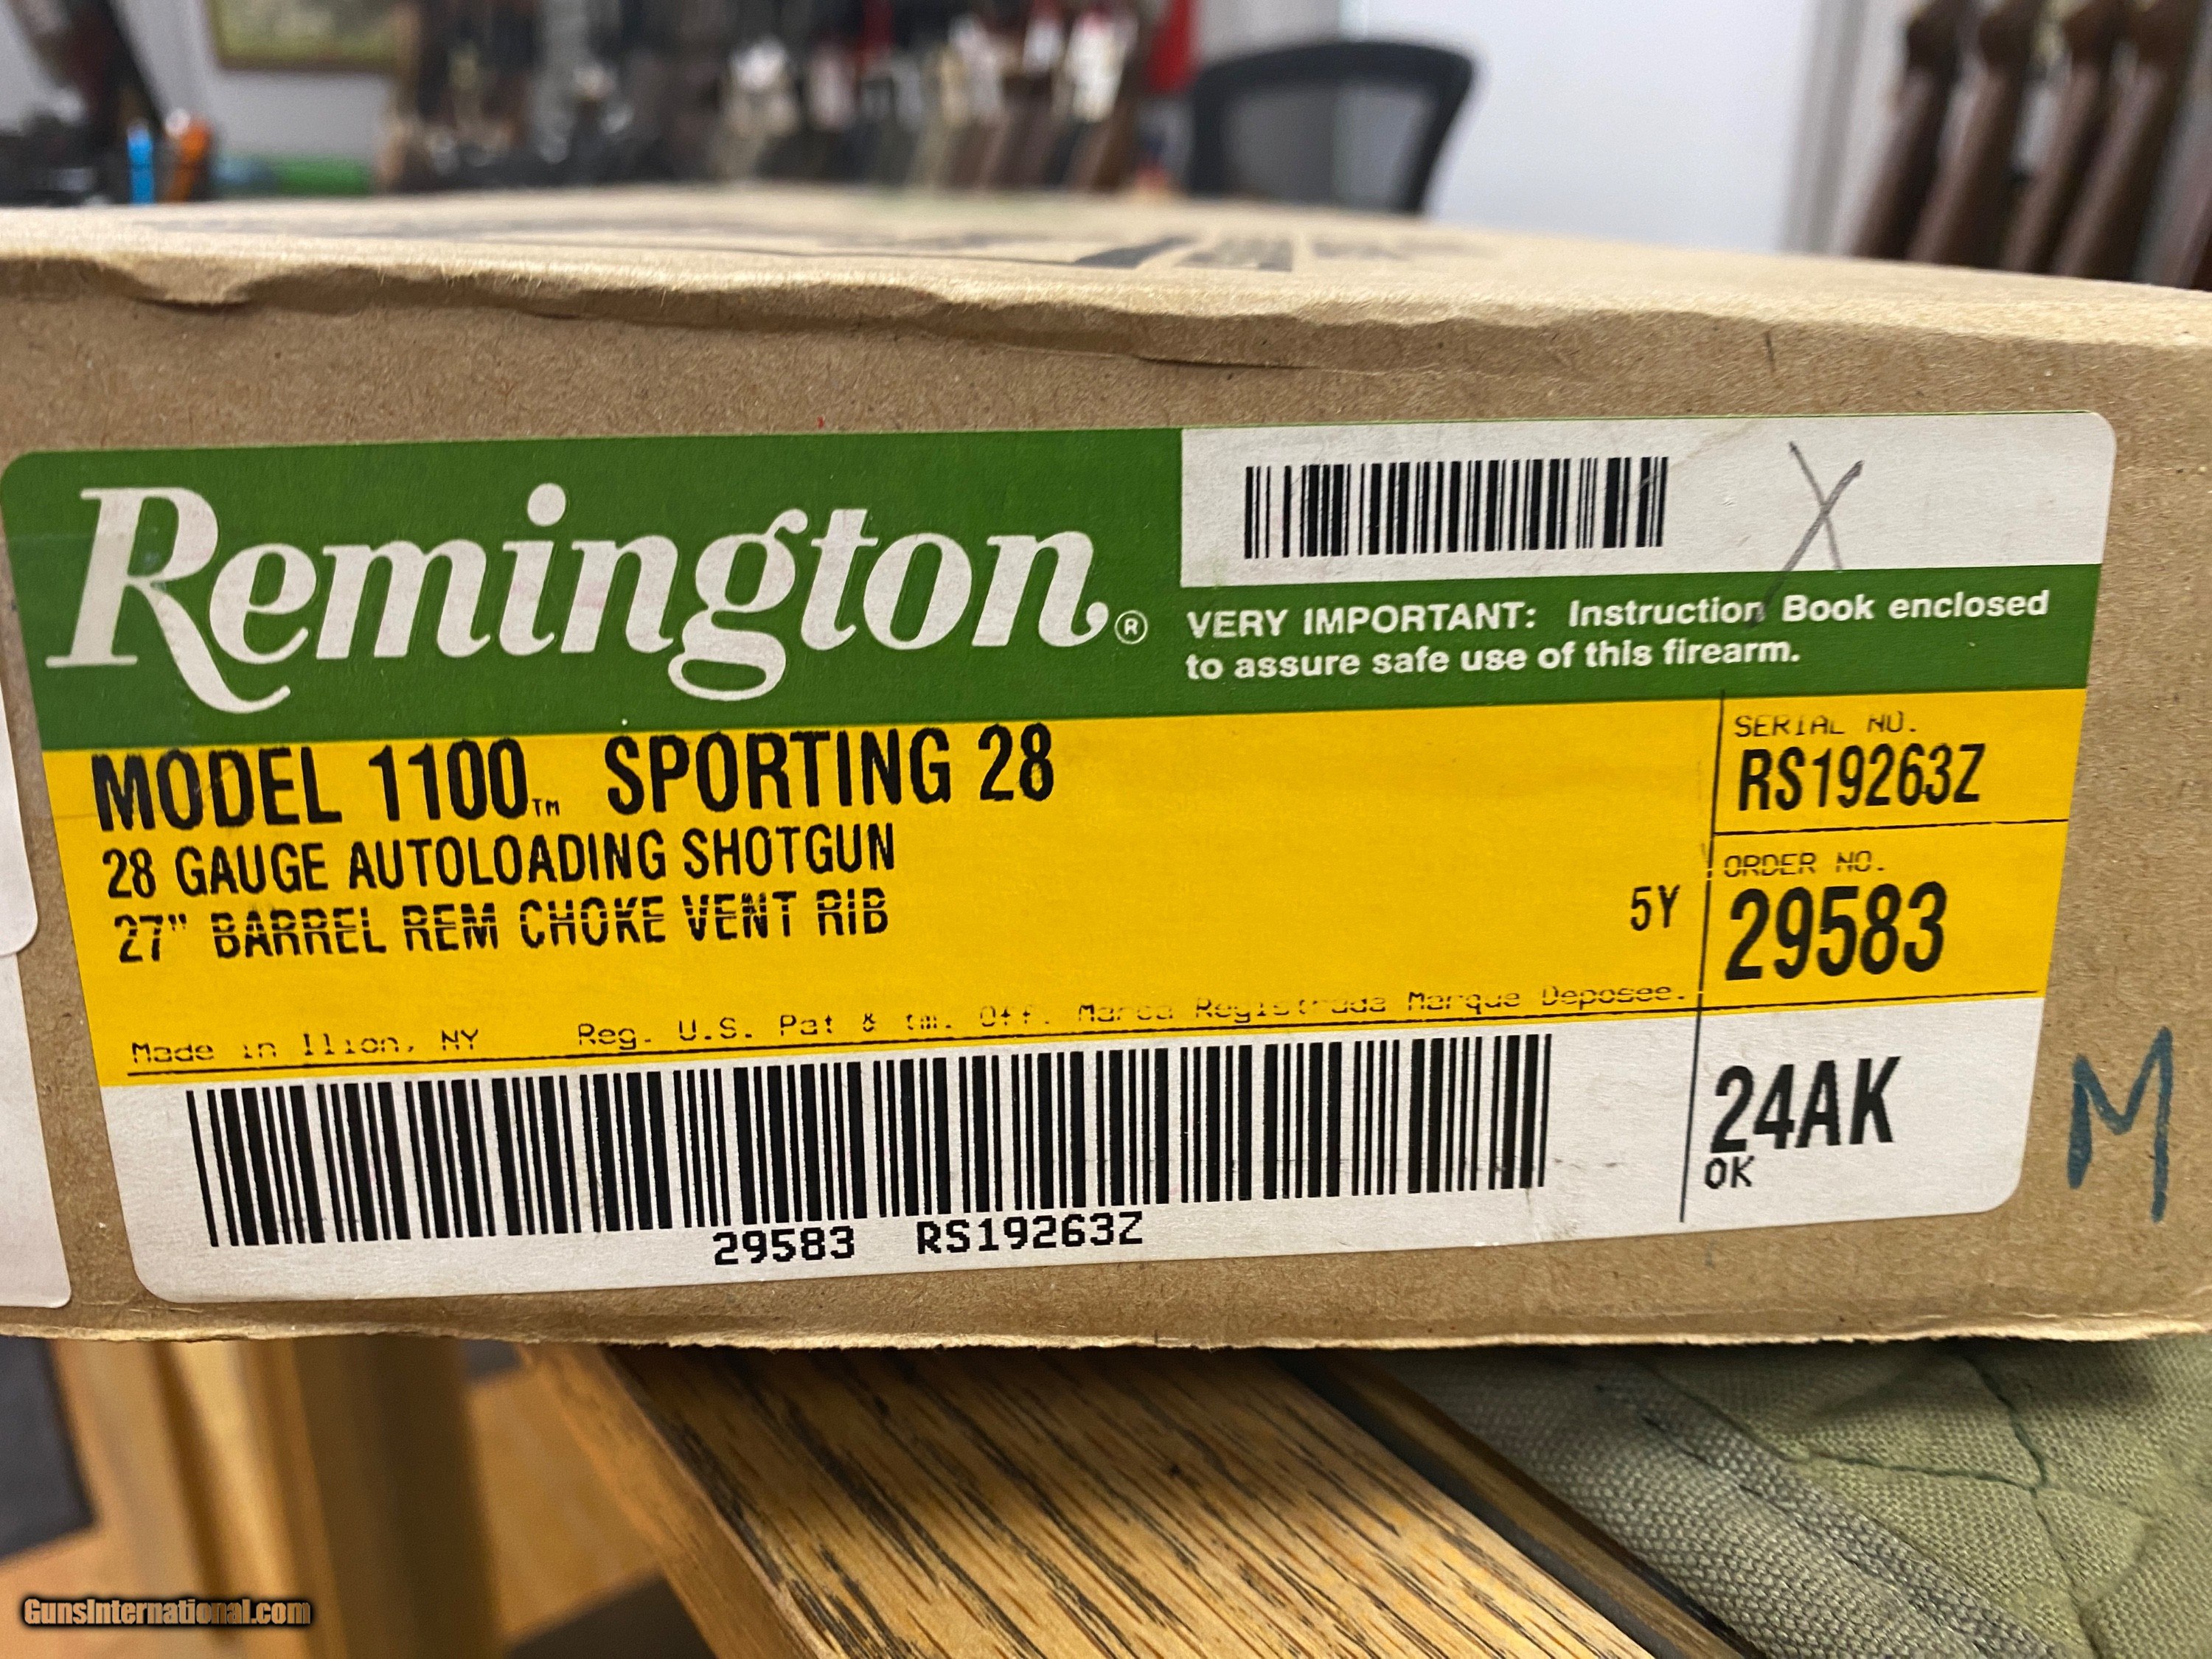 Remington®
VERY IMPORTANT: Instruction Book enclosed
to assure safe use of this firearm.
MODEL 1100™ SPORTING 28
28 GAUGE AUTOLOADING SHOTGUN
27" BARREL REM CHOKE VENT RIB
5Y
SERIAL NO.
RS19263Z
ORDER NO.
29583
Made in Ilion, NY Reg. U.S. Pat & tm. Off. Marca Registrada Marque Deposee.
24AK
OK
29583 RS19263Z
X
M
GunsInternational.com